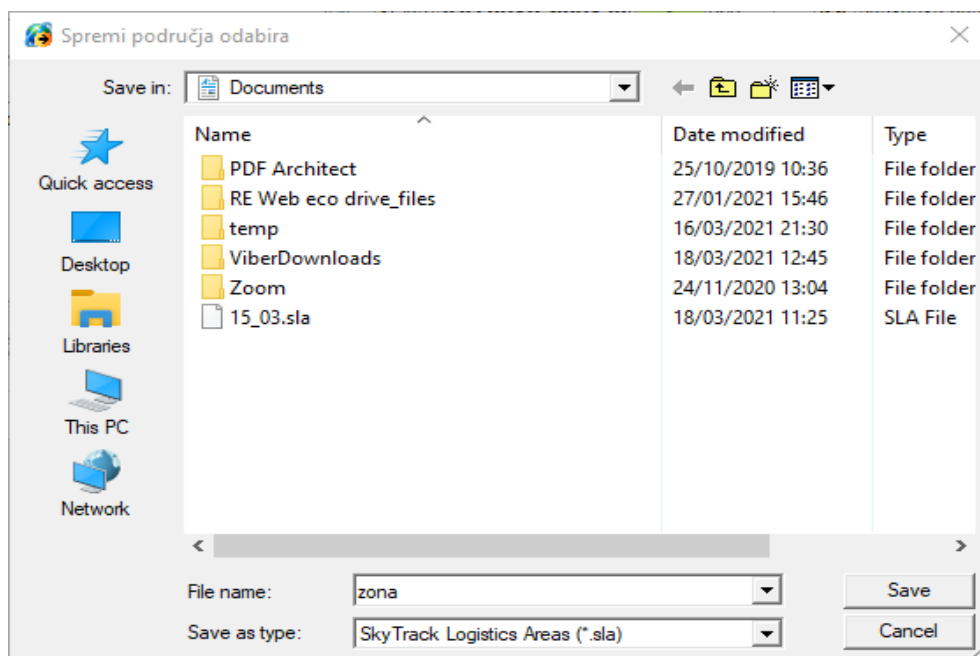 Spremi područja odabira
Save in: Documents
Name Date modified Type
PDF Architect 25/10/2019 10:36 File folder
RE Web eco drive_files 27/01/2021 15:46 File folder
temp 16/03/2021 21:30 File folder
ViberDownloads 18/03/2021 12:45 File folder
Zoom 24/11/2020 13:04 File folder
15_03.sla 18/03/2021 11:25 SLA File
Quick access
Desktop
Libraries
This PC
Network
File name: zona Save
Save as type: SkyTrack Logistics Areas (*.sla) Cancel